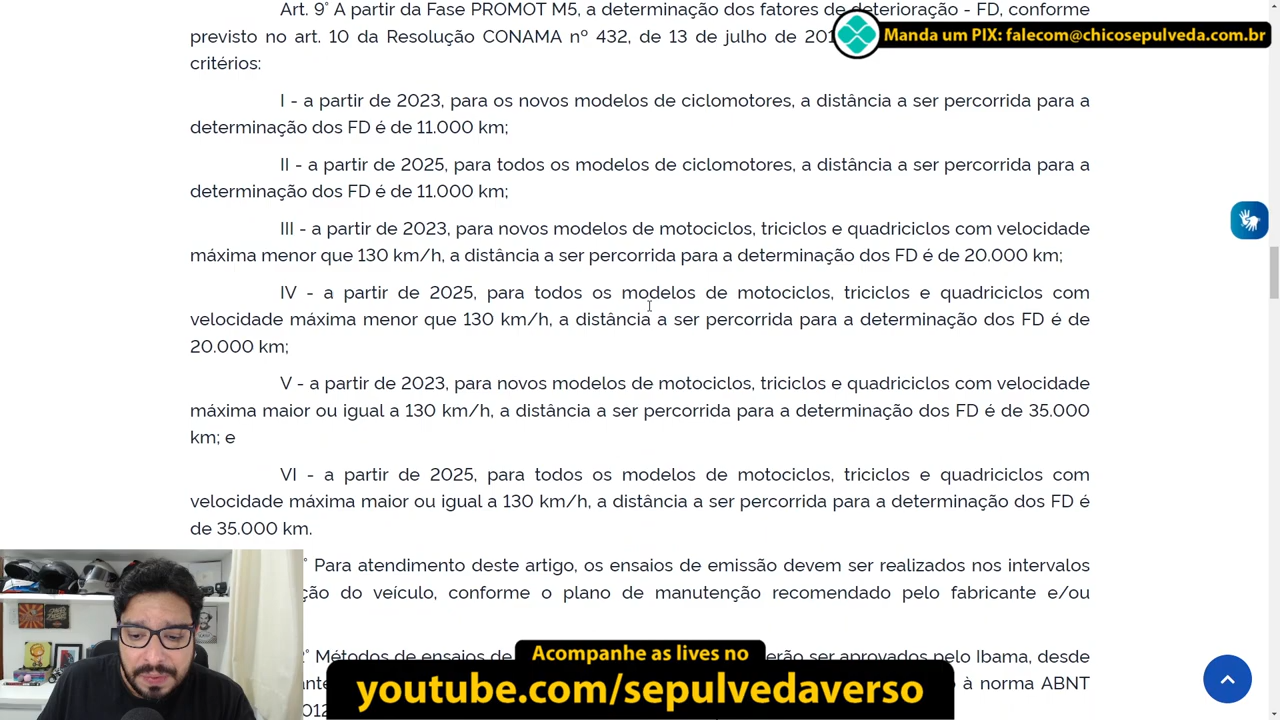 Art. 9° A partir da Fase PROMOT M5, a determinação dos fatores de deterioração - FD, conforme
previsto no art. 10 da Resolução CONAMA nº 432, de 13 de julho de
critérios:
Manda um PIX: falecom@chicosepulveda.com.br
I - a partir de 2023, para os novos modelos de ciclomotores, a distância a ser percorrida para a
determinação dos FD é de 11.000 km;
II - a partir de 2025, para todos os modelos de ciclomotores, a distância a ser percorrida para a
determinação dos FD é de 11.000 km;
III - a partir de 2023, para novos modelos de motociclos, triciclos e quadriciclos com velocidade
máxima menor que 130 km/h, a distância a ser percorrida para a determinação dos FD é de 20.000 km;
IV - a partir de 2025, para todos os modelos de motociclos, triciclos e quadriciclos com
velocidade máxima menor que 130 km/h, a distância a ser percorrida para a determinação dos FD é de
20.000 km;
V - a partir de 2023, para novos modelos de motociclos, triciclos e quadriciclos com velocidade
máxima maior ou igual a 130 km/h, a distância a ser percorrida para a determinação dos FD é de 35.000
km; e
VI - a partir de 2025, para todos os modelos de motociclos, triciclos e quadriciclos com
velocidade máxima maior ou igual a 130 km/h, a distância a ser percorrida para a determinação dos FD é
de 35.000 km.
Para atendimento deste artigo, os ensaios de emissão devem ser realizados nos intervalos
do veículo, conforme o plano de manutenção recomendado pelo fabricante e/ou
Métodos de ensaios de
ser aprovados pelo Ibama, desde
à norma ABNT
Acompanhe as lives no
youtube.com/sepulvedaverso